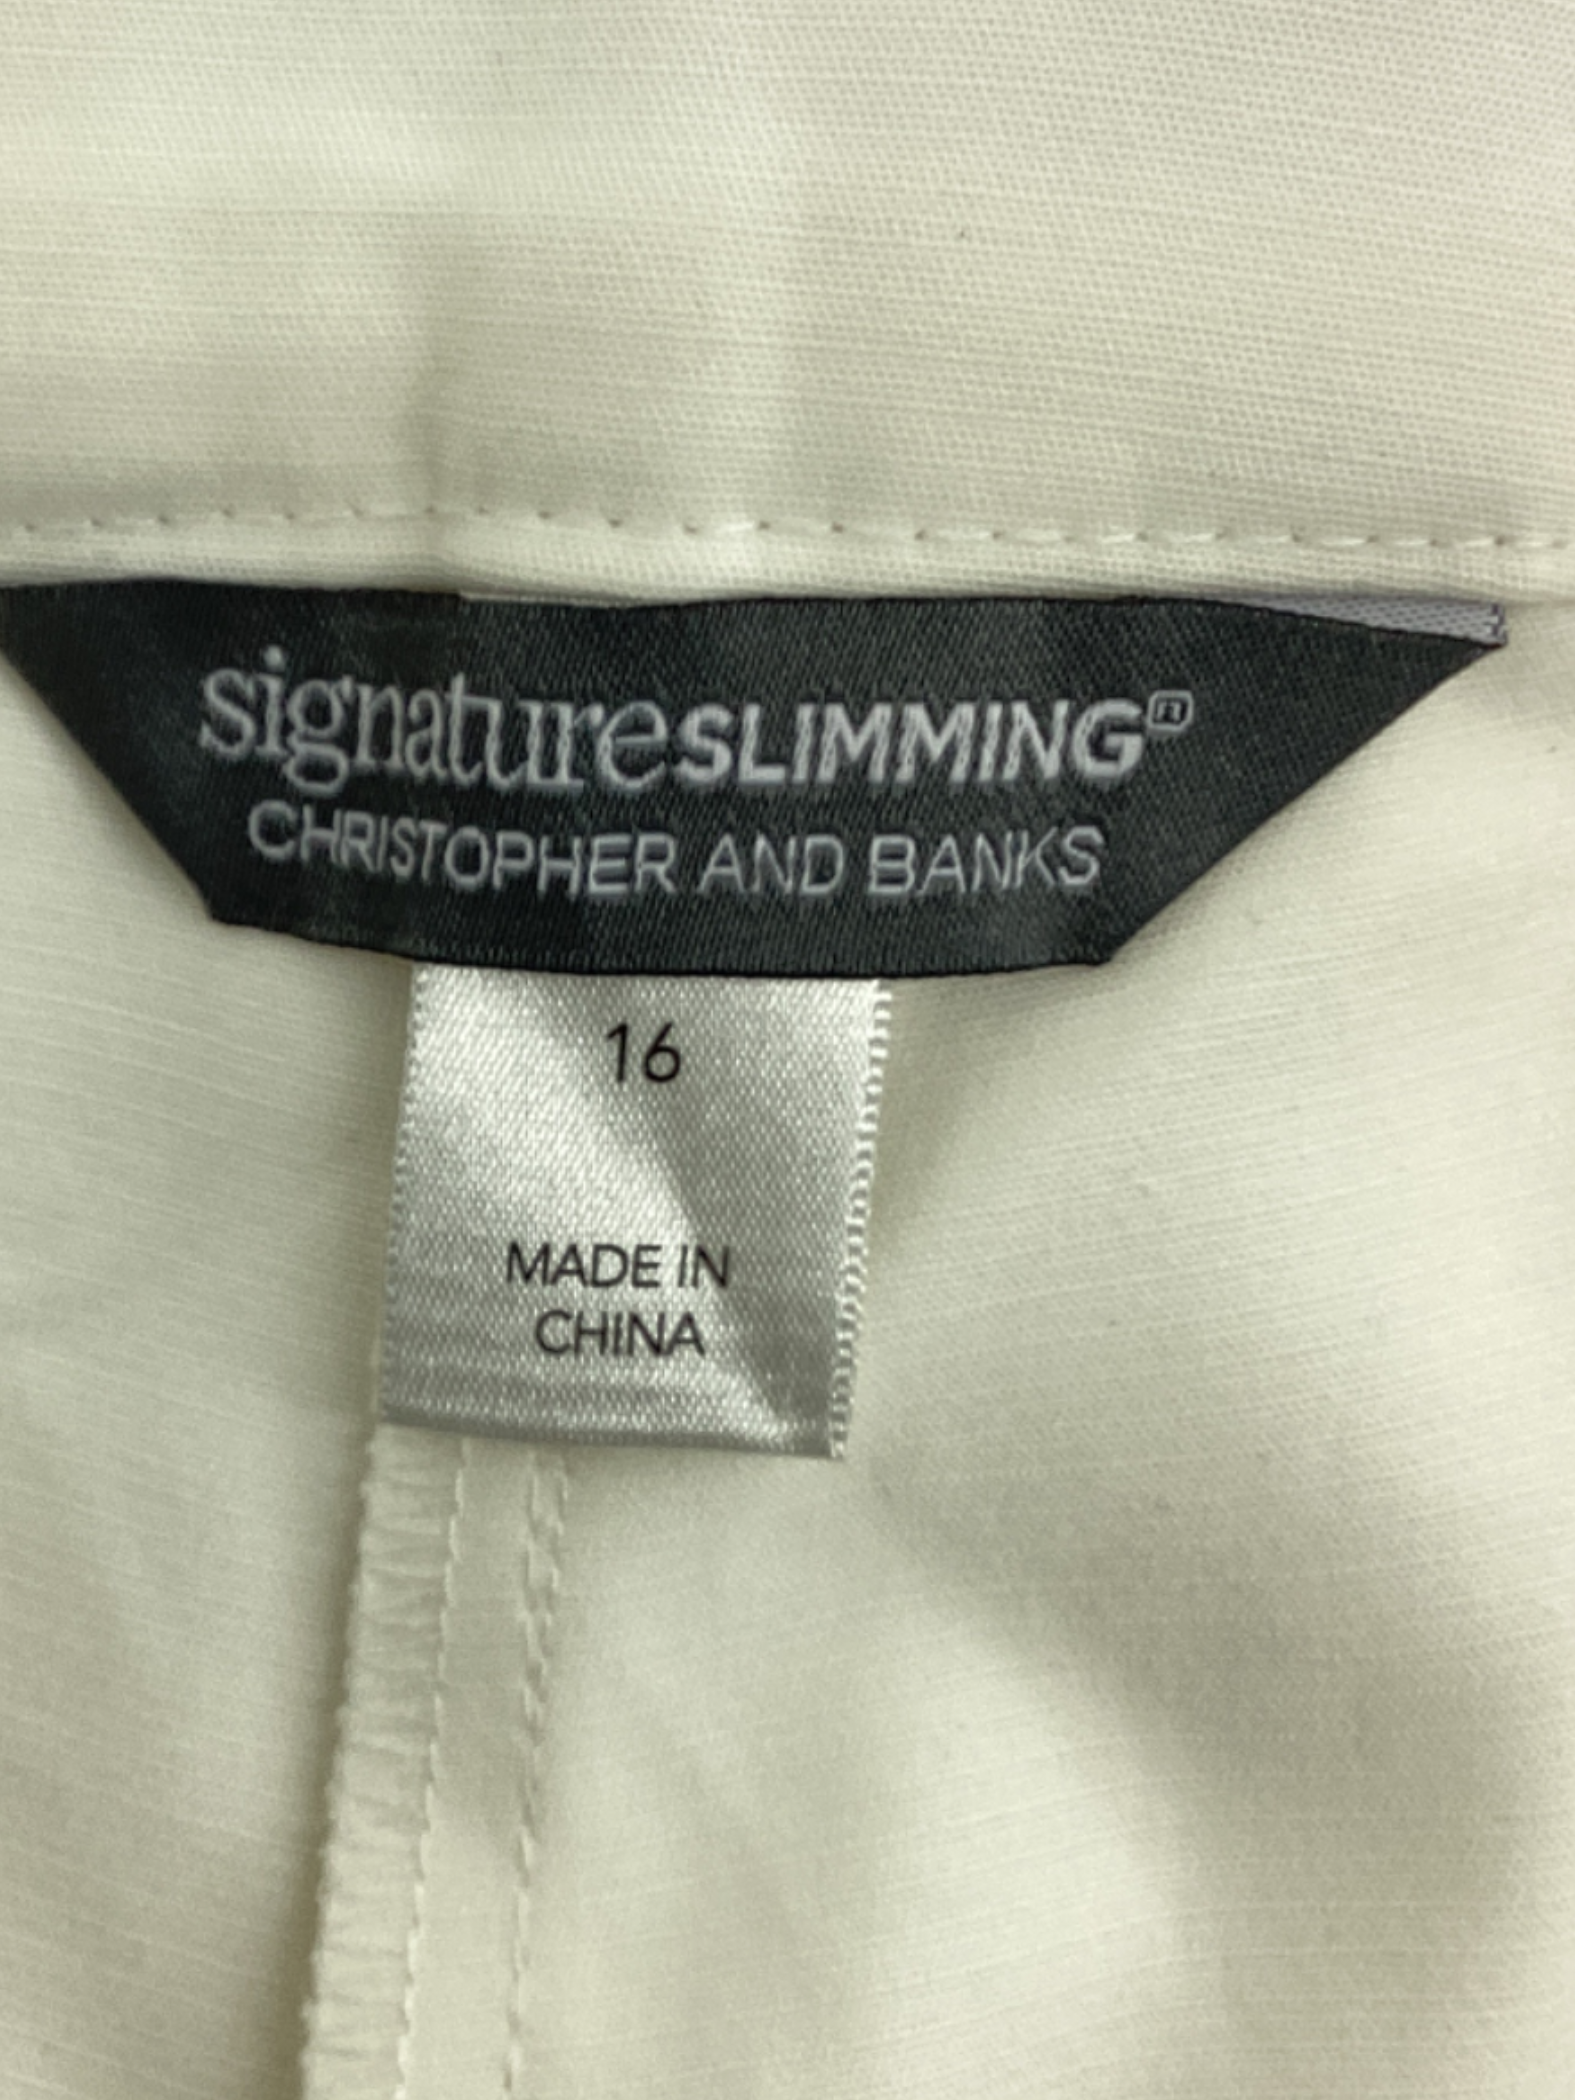 signatureSLIMMING®
CHRISTOPHER AND BANKS
16
MADE IN
CHINA